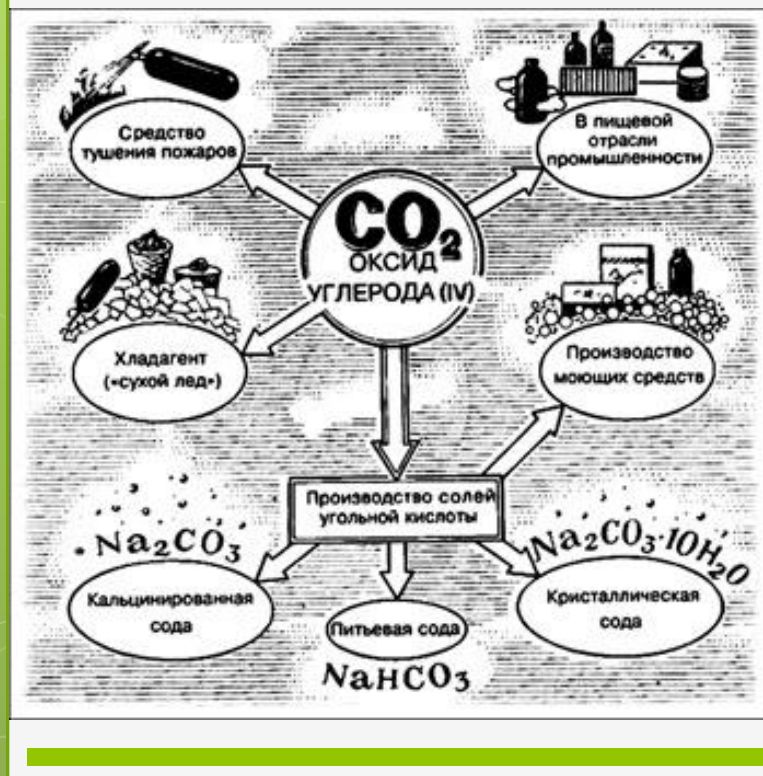 Средство
тушения пожаров
В пищевой
отрасли
промышленности
CO₂
ОКСИД
УГЛЕРОДА (IV)
Хладагент
(«сухой лед»)
Производство
моющих средств
Производство солей
угольной кислоты
Na₂CO₃
Кальцинированная
сода
Питьевая сода
NaHCO₃
Na₂CO₃·10H₂O
Кристаллическая
сода